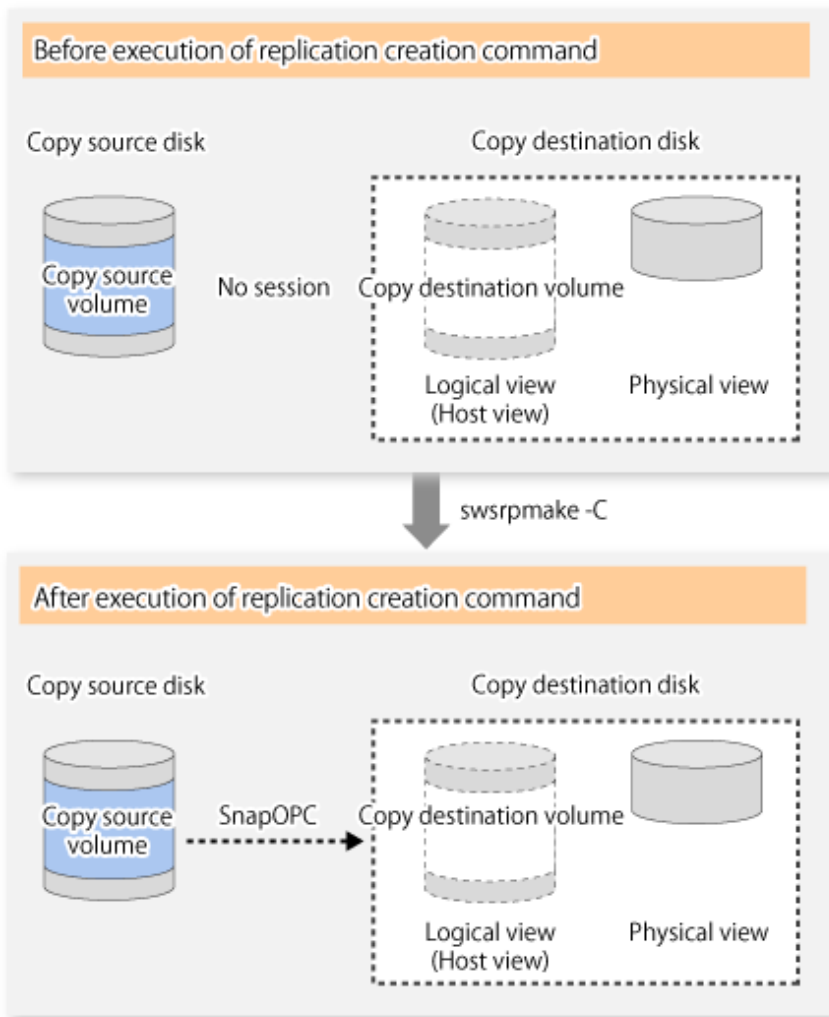 Before execution of replication creation command
Copy source disk
Copy destination disk
Copy source
volume
No session
Copy destination volume
Logical view
(Host view)
Physical view
swsrpmake -C
After execution of replication creation command
Copy source disk
Copy destination disk
Copy source
volume
SnapOPC
Copy destination volume
Logical view
(Host view)
Physical view